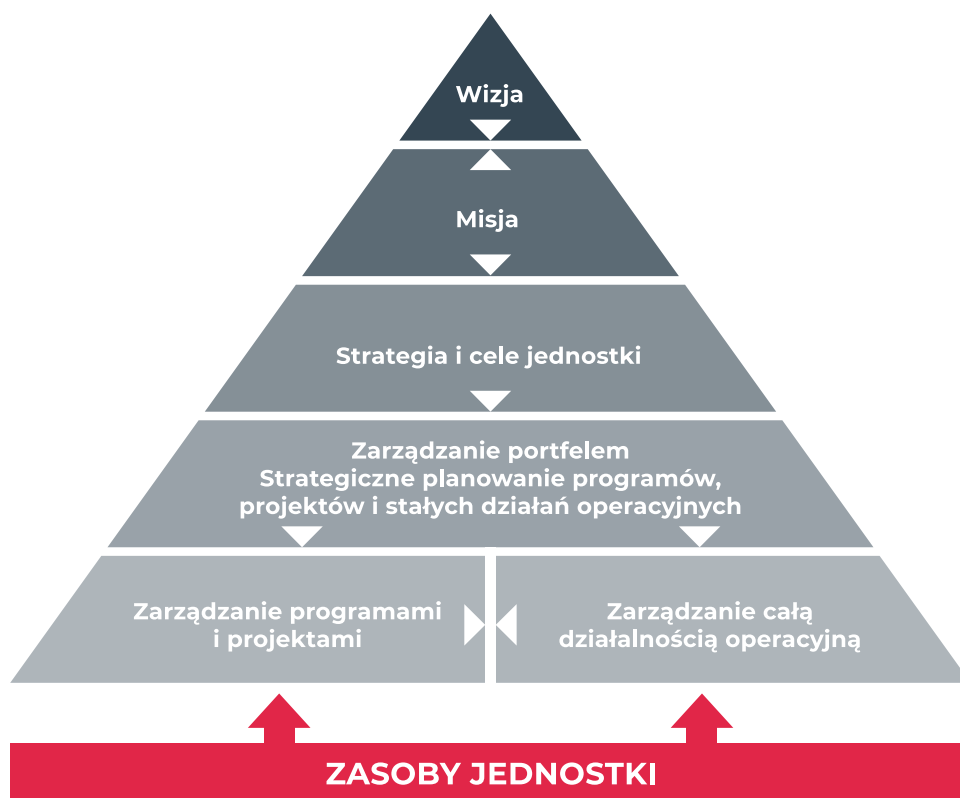 Wizja
Misja
Strategia i cele jednostki
Zarządzanie portfelem
Strategiczne planowanie programów,
projektów i stałych działań operacyjnych
Zarządzanie programami
i projektami
Zarządzanie całą
działalnością operacyjną
ZASOBY JEDNOSTKI